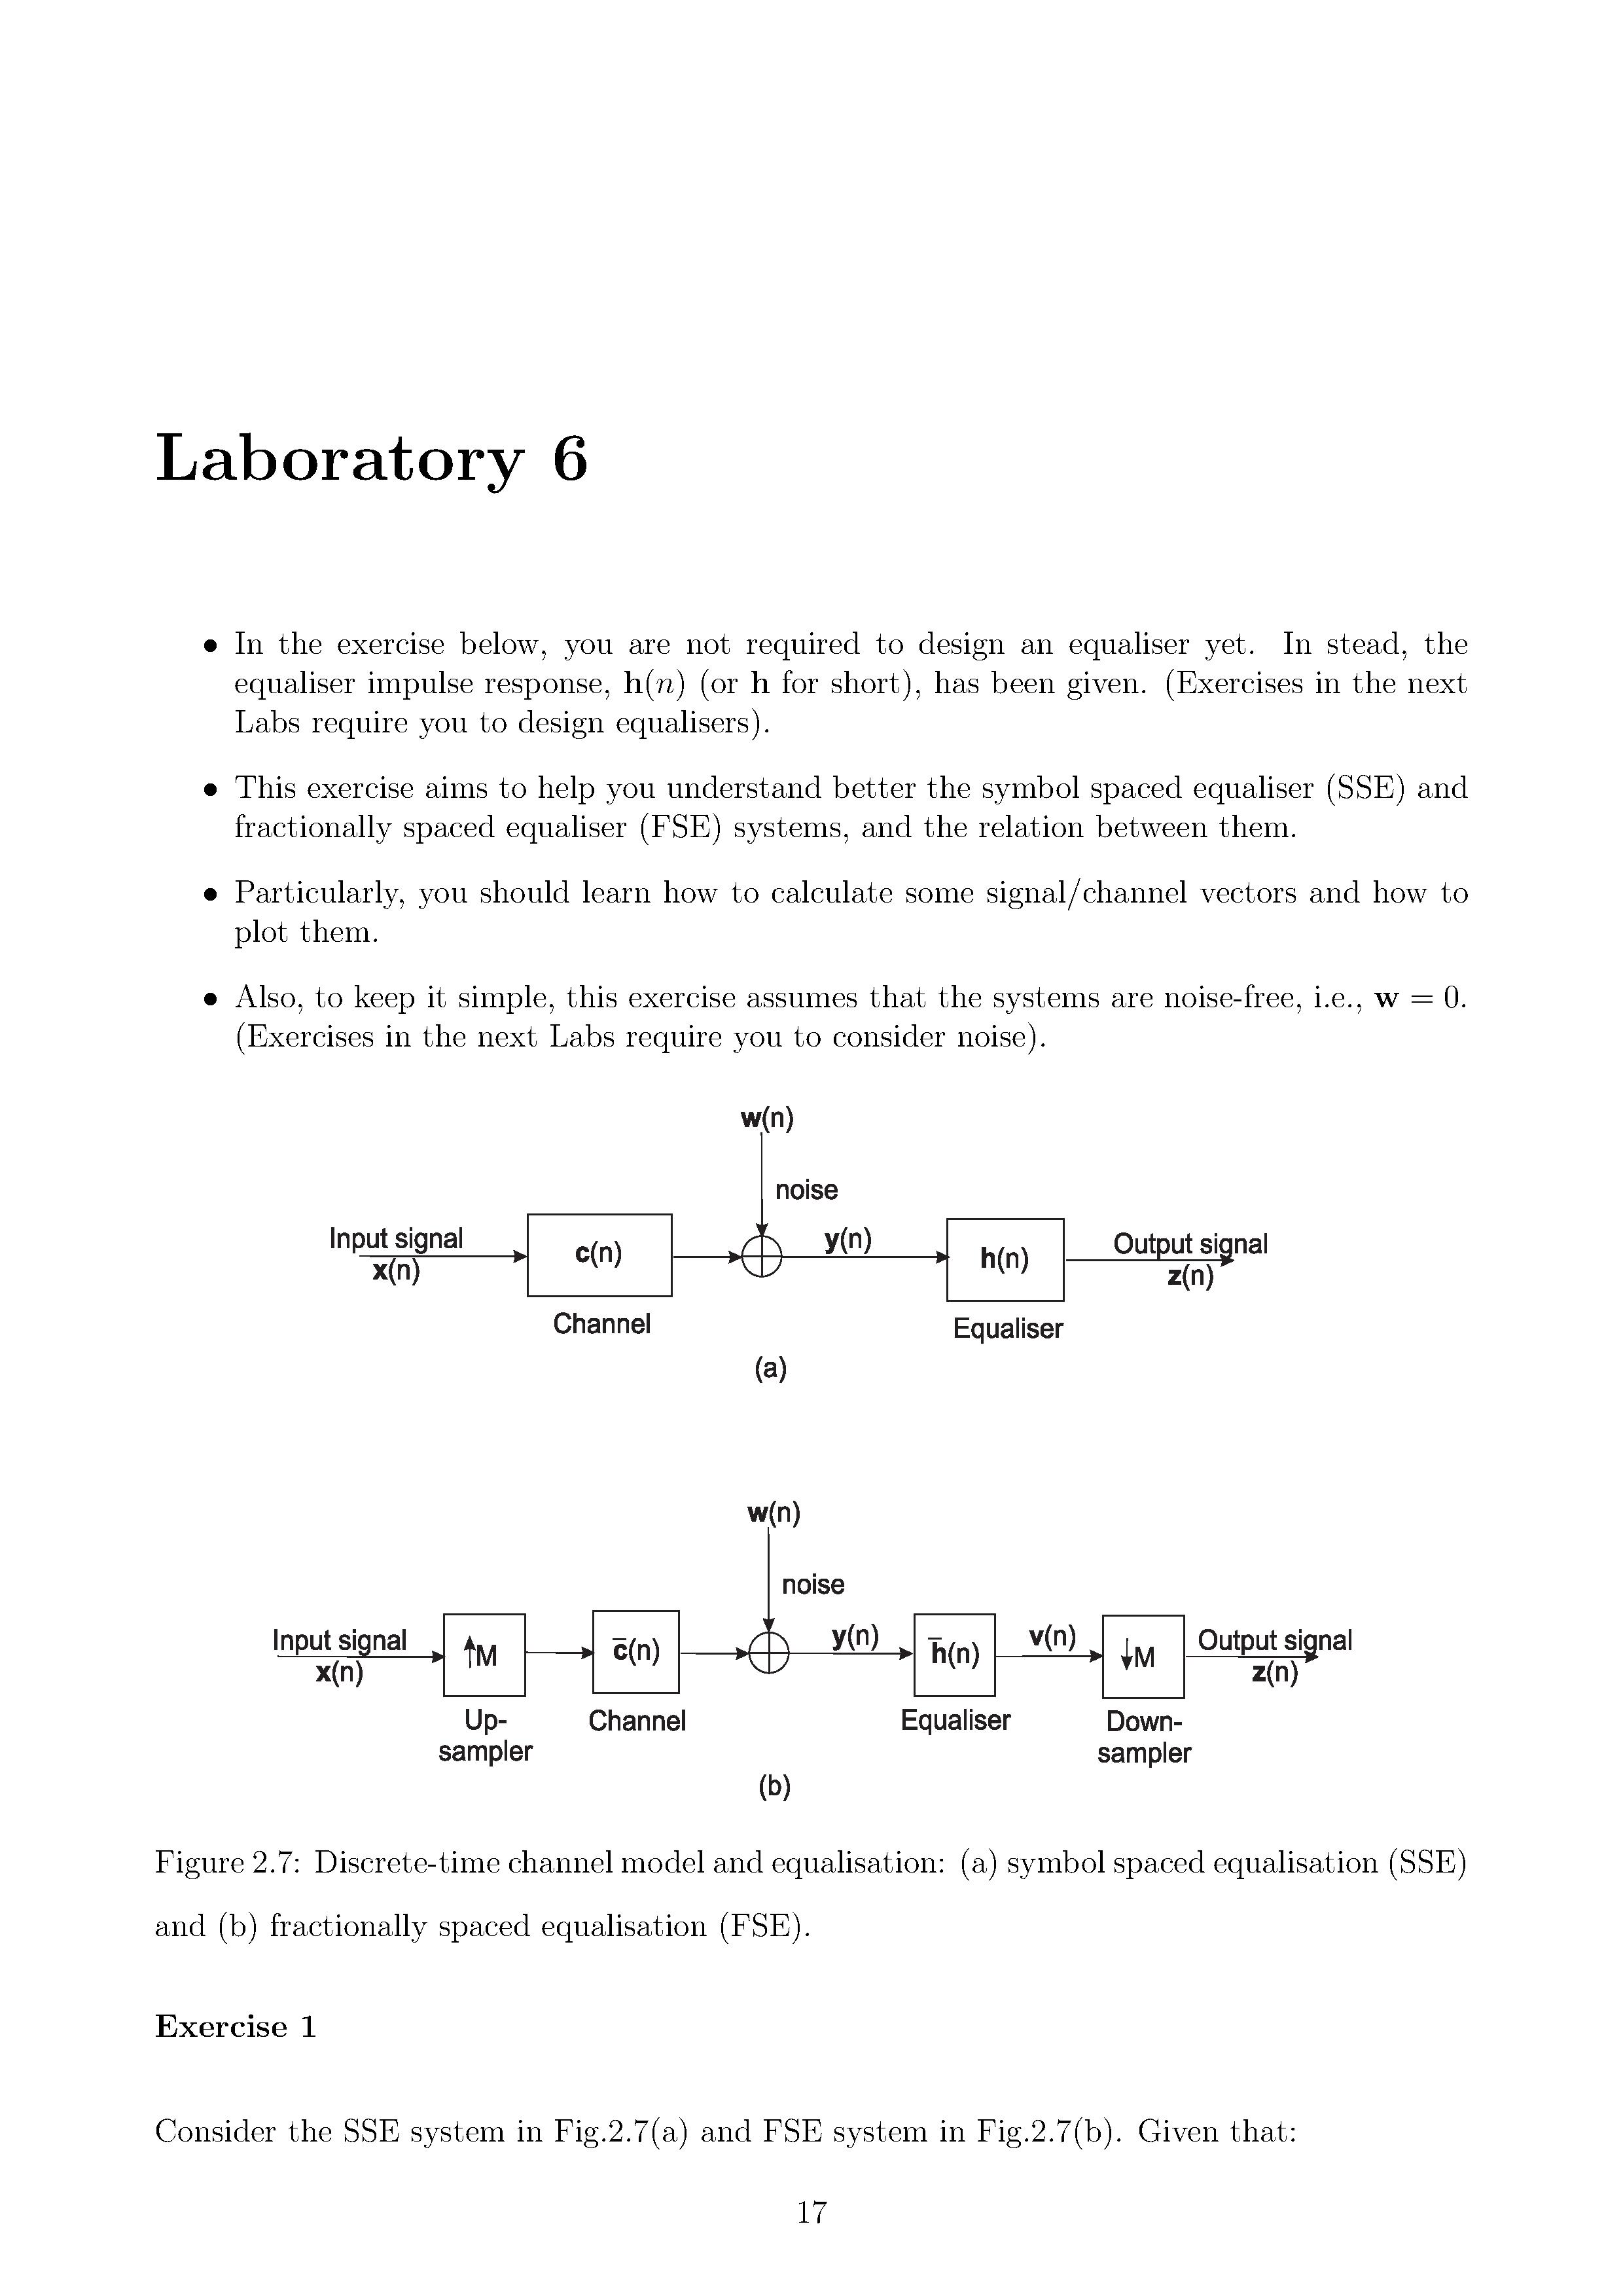 Laboratory 6
• In the exercise below, you are not required to design an equaliser yet. In stead, the
equaliser impulse response, h(n) (or h for short), has been given. (Exercises in the next
Labs require you to design equalisers).
• This exercise aims to help you understand better the symbol spaced equaliser (SSE) and
fractionally spaced equaliser (FSE) systems, and the relation between them.
• Particularly, you should learn how to calculate some signal/channel vectors and how to
plot them.
• Also, to keep it simple, this exercise assumes that the systems are noise-free, i.e., w = 0.
(Exercises in the next Labs require you to consider noise).
w(n)
noise
Input signal
x(n)
c(n)
Channel
y(n)
h(n)
Equaliser
Output signal
z(n)
(a)
w(n)
noise
Input signal
x(n)
↑M
Up-
sampler
c̄(n)
Channel
y(n)
h̄(n)
Equaliser
v(n)
↓M
Down-
sampler
Output signal
z(n)
(b)
Figure 2.7: Discrete-time channel model and equalisation: (a) symbol spaced equalisation (SSE)
and (b) fractionally spaced equalisation (FSE).
Exercise 1
Consider the SSE system in Fig.2.7(a) and FSE system in Fig.2.7(b). Given that:
17